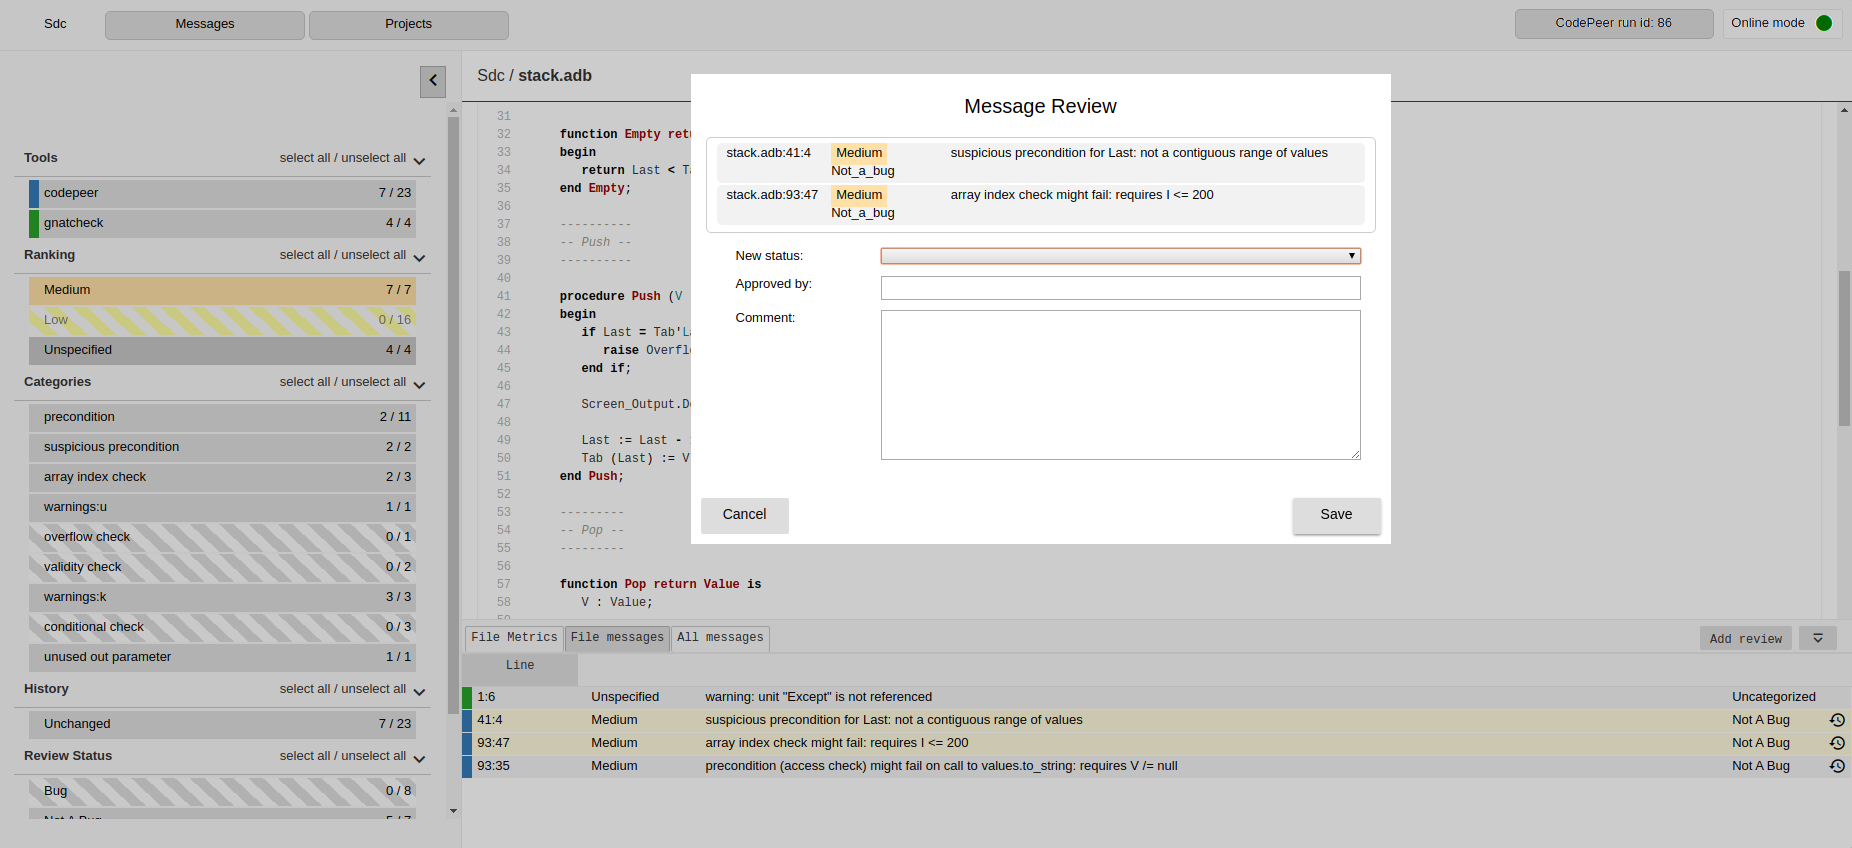 Sdc
Messages
Projects
CodePeer run id: 86
Online mode
Tools
select all / unselect all
codepeer 7 / 23
gnatcheck 4 / 4
Ranking
select all / unselect all
Medium 7 / 7
Low 0 / 16
Unspecified 4 / 4
Categories
select all / unselect all
precondition 2 / 11
suspicious precondition 2 / 2
array index check 2 / 3
warnings:u 1 / 1
overflow check 0 / 1
validity check 0 / 2
warnings:k 3 / 3
conditional check 0 / 3
unused out parameter 1 / 1
History
select all / unselect all
Unchanged 7 / 23
Review Status
select all / unselect all
Bug 0 / 8
Not A Bug 5 / 7
Sdc / stack.adb
31
32 function Empty retu
33 begin
34 return Last < Ta
35 end Empty;
36
37 ----------
38 -- Push --
39 ----------
40
41 procedure Push (V
42 begin
43 if Last = Tab'La
44 raise Overflo
45 end if;
46
47 Screen_Output.De
48
49 Last := Last -
50 Tab (Last) := V
51 end Push;
52
53 ---------
54 -- Pop --
55 ---------
56
57 function Pop return Value is
58 V : Value;
59
Message Review
stack.adb:41:4 Medium suspicious precondition for Last: not a contiguous range of values
Not_a_bug
stack.adb:93:47 Medium array index check might fail: requires I <= 200
Not_a_bug
New status:
Approved by:
Comment:
Cancel
Save
File Metrics
File messages
All messages
Add review
Line
1:6 Unspecified warning: unit "Except" is not referenced Uncategorized
41:4 Medium suspicious precondition for Last: not a contiguous range of values Not A Bug
93:47 Medium array index check might fail: requires I <= 200 Not A Bug
93:35 Medium precondition (access check) might fail on call to values.to_string: requires V /= null Not A Bug